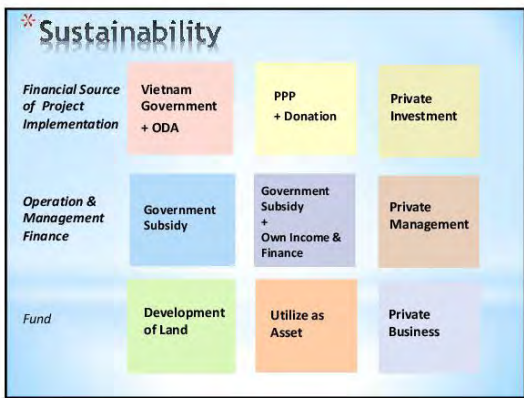 * Sustainability
Financial Source
of Project
Implementation
Vietnam
Government
+ ODA
PPP
+ Donation
Private
Investment
Operation &
Management
Finance
Government
Subsidy
Government
Subsidy
+
Own Income &
Finance
Private
Management
Fund
Development
of Land
Utilize as
Asset
Private
Business